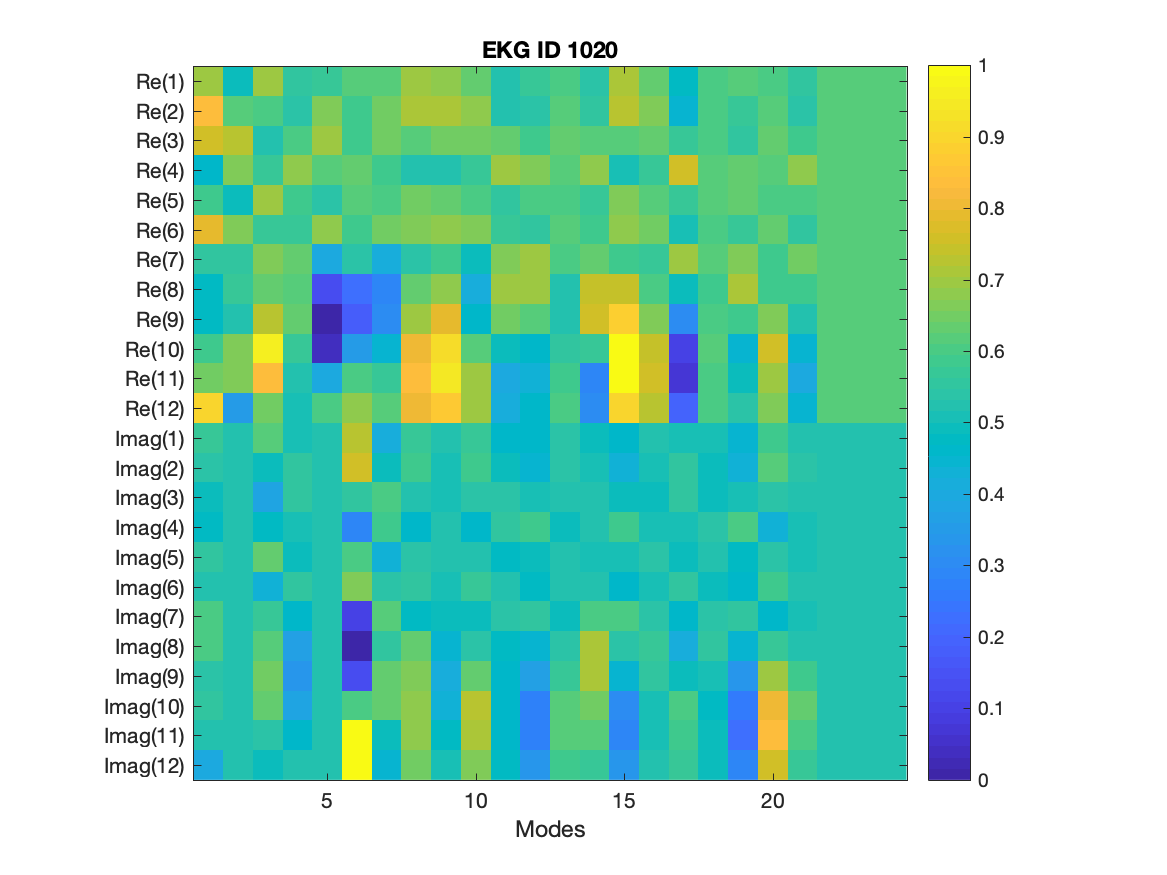 EKG ID 1020
Re(1)
Re(2)
Re(3)
Re(4)
Re(5)
Re(6)
Re(7)
Re(8)
Re(9)
Re(10)
Re(11)
Re(12)
Imag(1)
Imag(2)
Imag(3)
Imag(4)
Imag(5)
Imag(6)
Imag(7)
Imag(8)
Imag(9)
Imag(10)
Imag(11)
Imag(12)
5 10 15 20
Modes
1
0.9
0.8
0.7
0.6
0.5
0.4
0.3
0.2
0.1
0